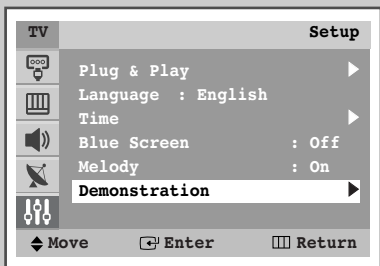 TV Setup
Plug & Play
Language : English
Time
Blue Screen : Off
Melody : On
Demonstration
Move Enter Return